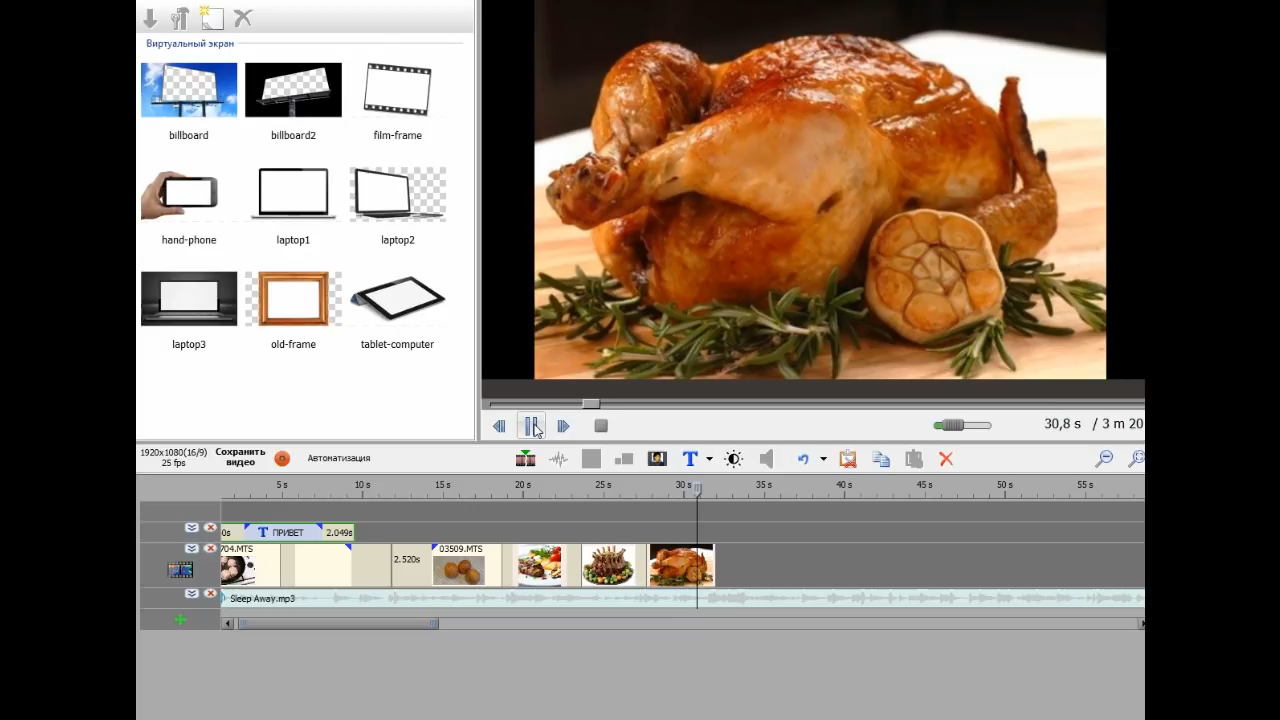 Виртуальный экран
billboard
billboard2
film-frame
hand-phone
laptop1
laptop2
laptop3
old-frame
tablet-computer
30,8 s / 3 m 20
1920x1080(16/9)
25 fps
Сохранить
видео
Автоматизация
T
5 s
10 s
15 s
20 s
25 s
30 s
35 s
40 s
45 s
50 s
55 s
0s
T ПРИВЕТ
2.049s
704.MTS
2.520s
03509.MTS
Sleep Away.mp3